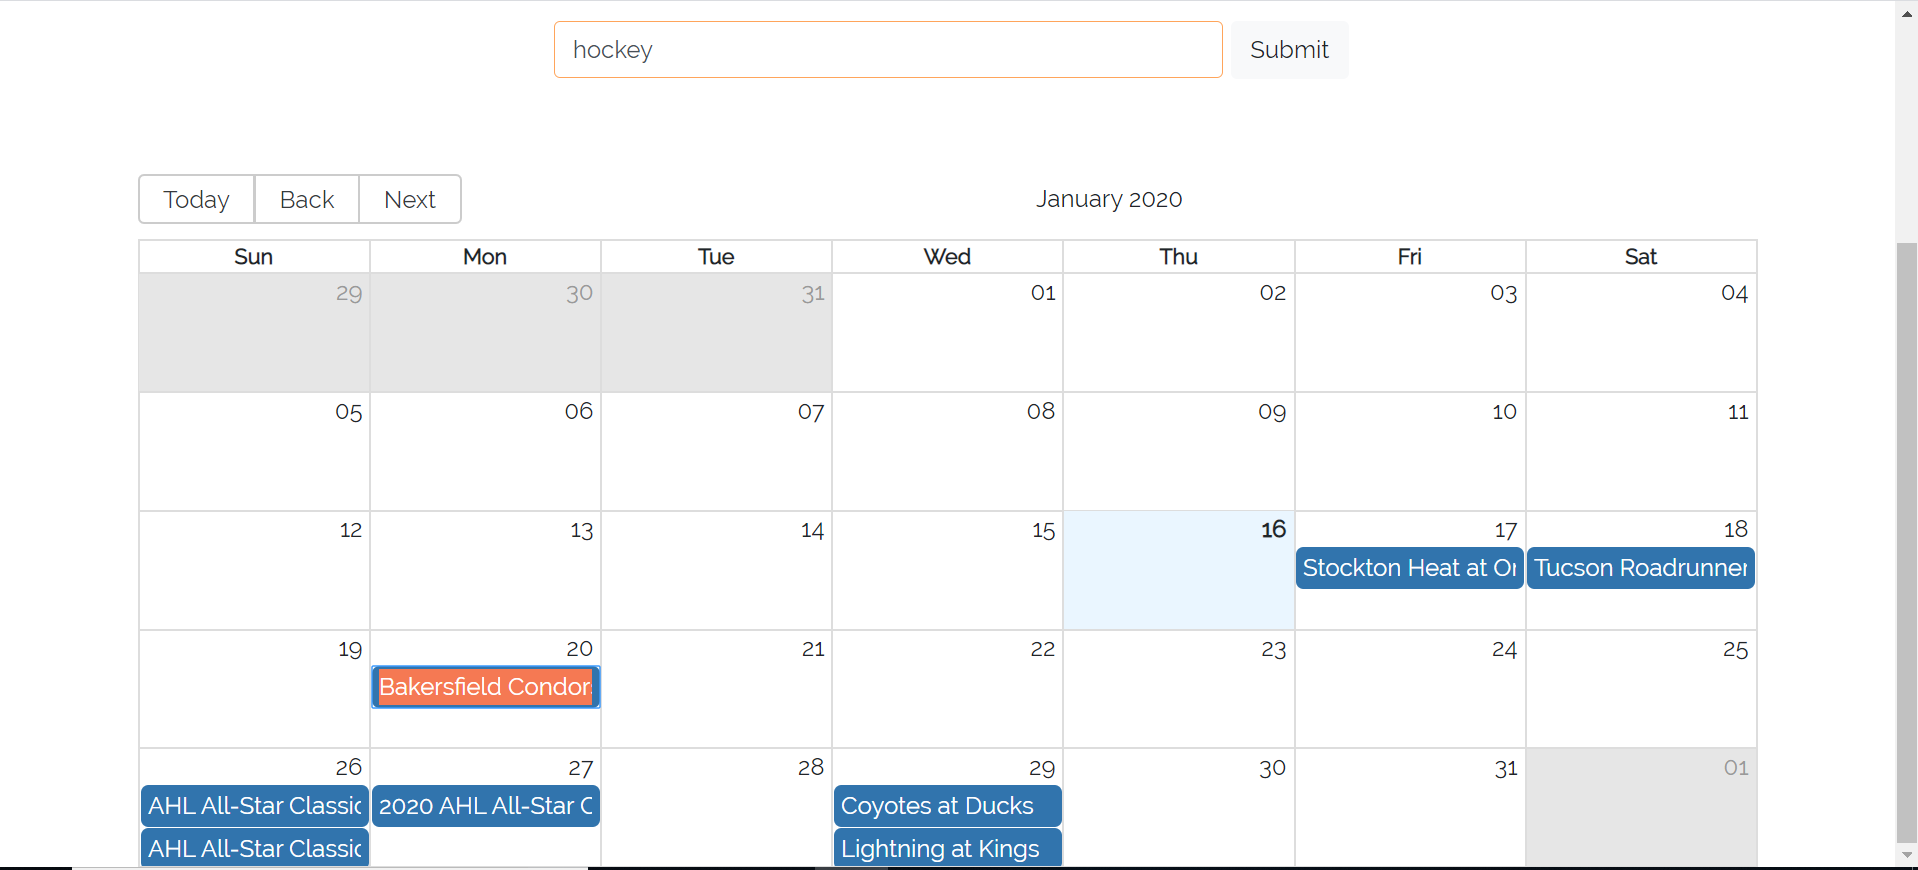 hockey Submit
Today Back Next January 2020
Sun Mon Tue Wed Thu Fri Sat
29 30 31 01 02 03 04
05 06 07 08 09 10 11
12 13 14 15 16 17 18
Stockton Heat at Or Tucson Roadrunner
19 20 21 22 23 24 25
Bakersfield Condors
26 27 28 29 30 31 01
AHL All-Star Classic 2020 AHL All-Star C Coyotes at Ducks
AHL All-Star Classic Lightning at Kings